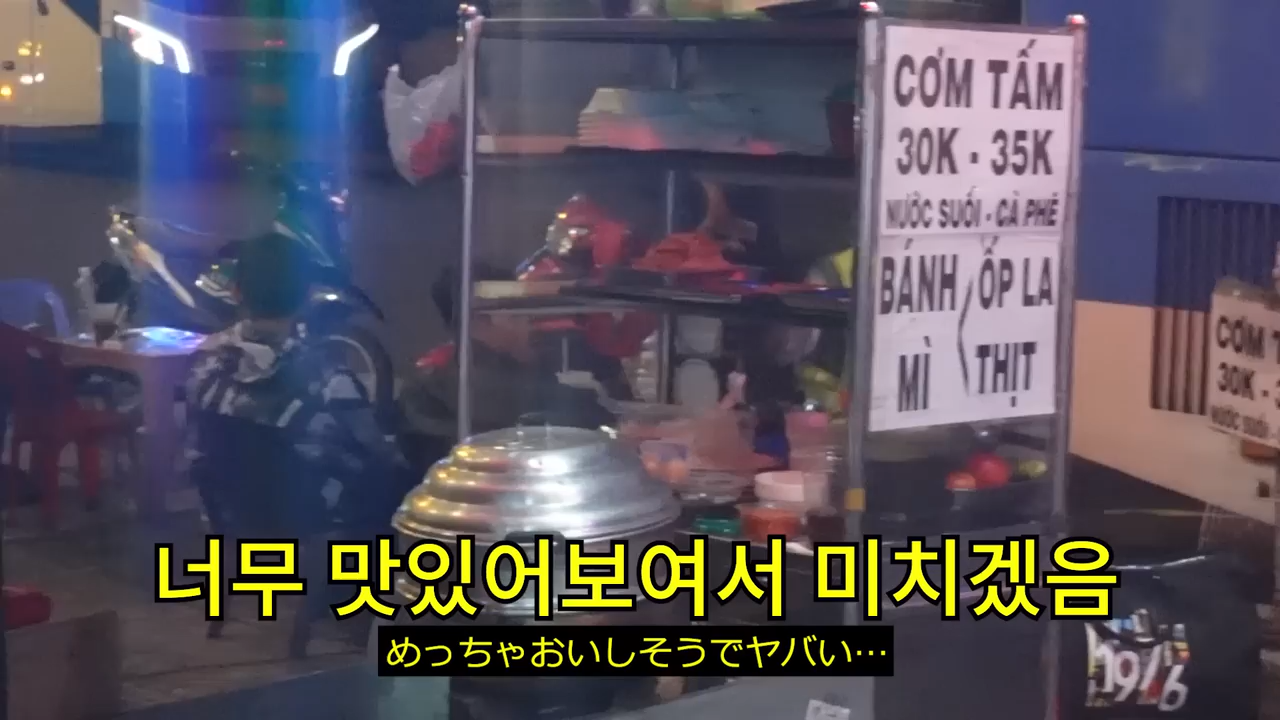 CƠM TẤM
30K - 35K
NƯỚC SUỐI - CÀ PHÊ
BÁNH MÌ
ỐP LA
THỊT
CƠM
30K -
NƯỚC SUỐI
너무 맛있어보여서 미치겠음
めっちゃおいしそうでヤバい…